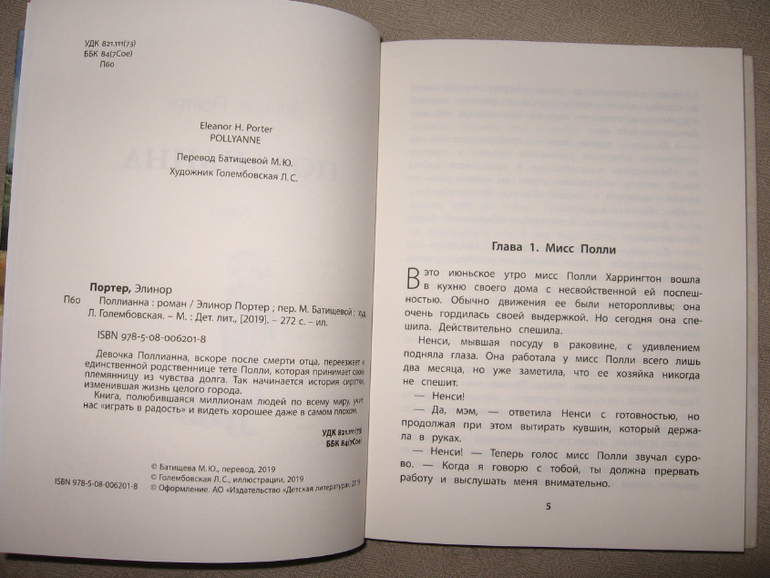 УДК 821.111(73)
ББК 84(7Сое)
П60
Eleanor H. Porter
POLLYANNE
Перевод Батищевой М.Ю.
Художник Голембовская Л.С.
Портер, Элинор
П60 Поллианна : роман / Элинор Портер ; пер. М. Батищевой ; худ.
Л. Голембовская. – М. : Дет. лит., [2019]. – 272 с. – ил.
ISBN 978-5-08-006201-8
Девочка Поллианна, вскоре после смерти отца, переезжает к
единственной родственнице тете Полли, которая принимает свою
племянницу из чувства долга. Так начинается история сиротки,
изменившая жизнь целого города.
Книга, полюбившаяся миллионам людей по всему миру, учит
нас «играть в радость» и видеть хорошее даже в самом плохом.
УДК 821.111(73)
ББК 84(7Сое)
© Батищева М.Ю., перевод, 2019
© Голембовская Л.С., иллюстрации, 2019
ISBN 978-5-08-006201-8 © Оформление. АО «Издательство «Детская литература», 2019
Глава 1. Мисс Полли
В это июньское утро мисс Полли Харрингтон вошла
в кухню своего дома с несвойственной ей поспеш-
ностью. Обычно движения ее были неторопливы; она
очень гордилась своей выдержкой. Но сегодня она спе-
шила. Действительно спешила.
Ненси, мывшая посуду в раковине, с удивлением
подняла глаза. Она работала у мисс Полли всего лишь
два месяца, но уже заметила, что ее хозяйка никогда
не спешит.
— Ненси!
— Да, мэм, — ответила Ненси с готовностью, но
продолжая при этом вытирать кувшин, который держа-
ла в руках.
— Ненси! — Теперь голос мисс Полли звучал суро-
во. — Когда я говорю с тобой, ты должна прервать
работу и выслушать меня внимательно.
5